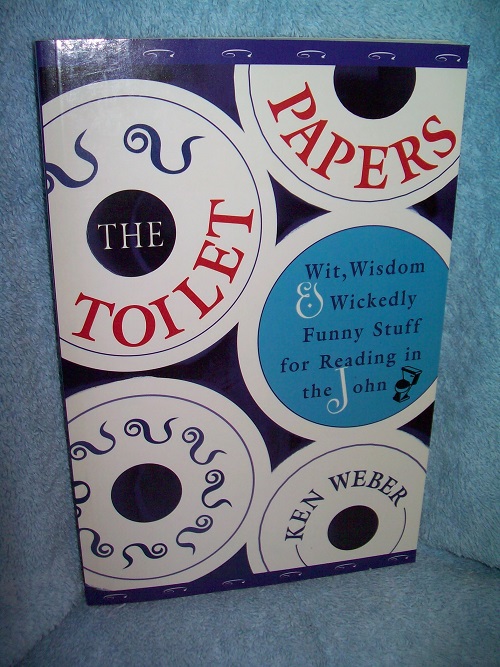 THE
TOILET
PAPERS
Wit, Wisdom
& Wickedly
Funny Stuff
for Reading in
the John
KEN WEBER